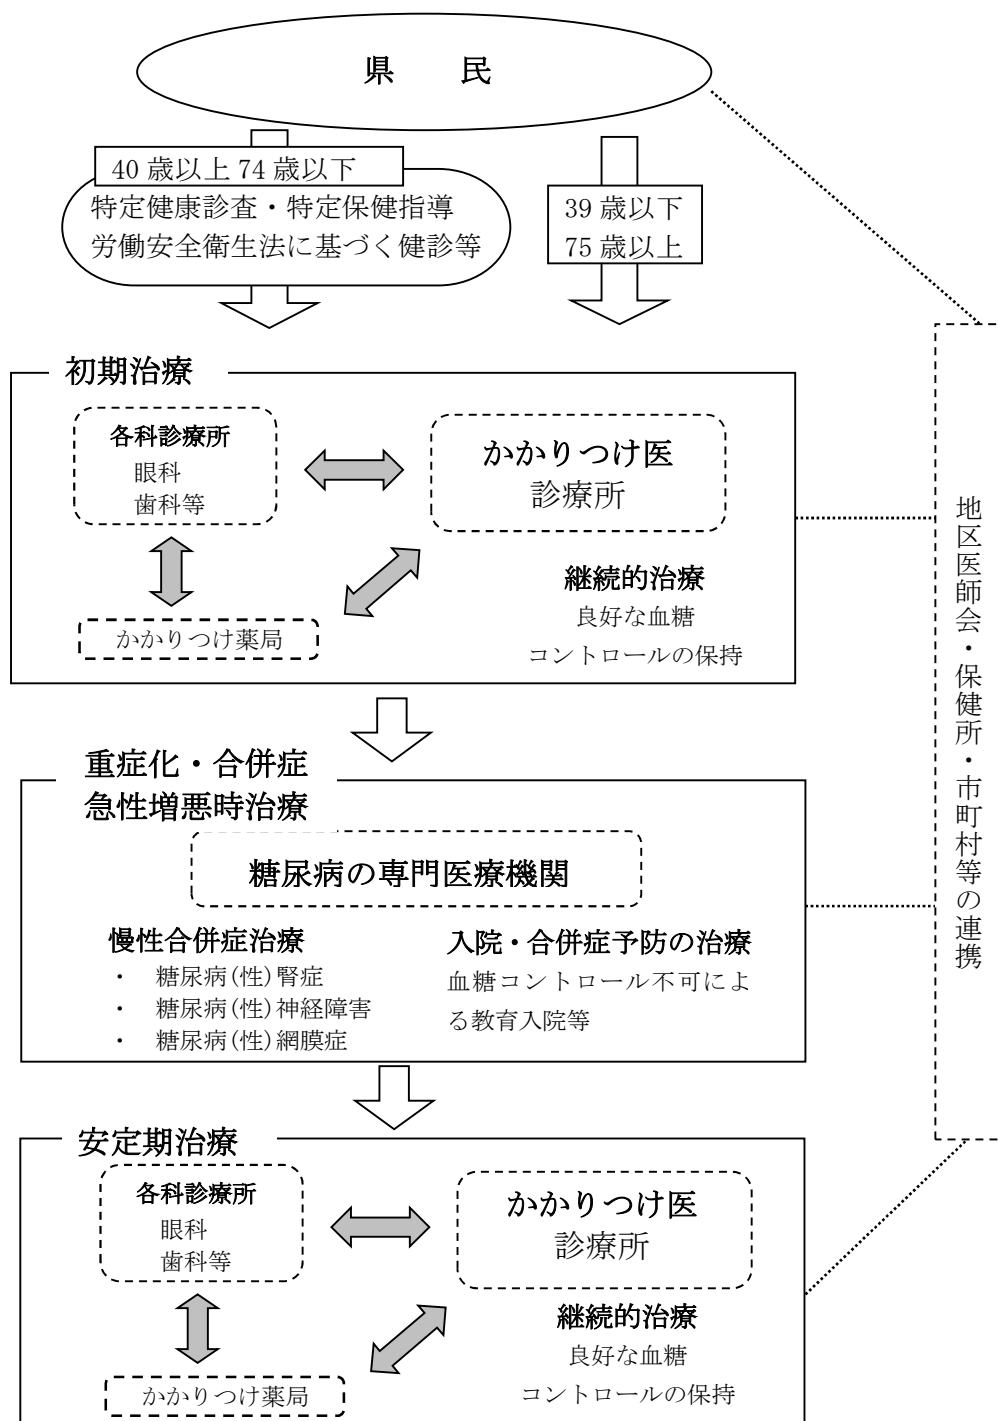 県　　民
40 歳以上 74 歳以下
特定健康診査・特定保健指導
労働安全衛生法に基づく健診等
39 歳以下
75 歳以上
初期治療
各科診療所
眼科
歯科等
かかりつけ医
診療所
かかりつけ薬局
継続的治療
良好な血糖
コントロールの保持
重症化・合併症
急性増悪時治療
糖尿病の専門医療機関
慢性合併症治療
・　糖尿病(性)腎症
・　糖尿病(性)神経障害
・　糖尿病(性)網膜症
入院・合併症予防の治療
血糖コントロール不可によ
る教育入院等
安定期治療
各科診療所
眼科
歯科等
かかりつけ医
診療所
かかりつけ薬局
継続的治療
良好な血糖
コントロールの保持
地区医師会・保健所・市町村等の連携